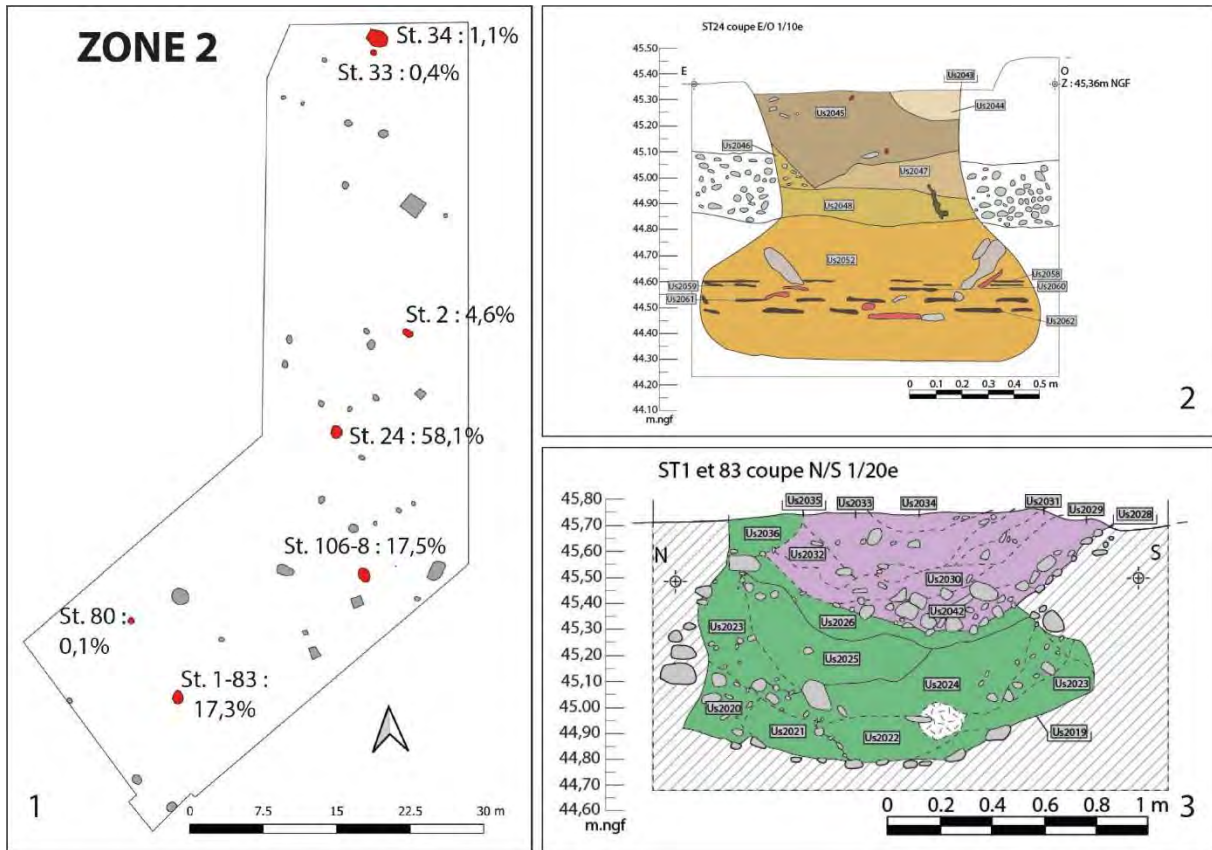 ZONE 2
St. 34 : 1,1%
St. 33 : 0,4%
St. 2 : 4,6%
St. 24 : 58,1%
St. 106-8 : 17,5%
St. 80 :
0,1%
St. 1-83 :
17,3%
0 7.5 15 22.5 30 m
1
ST24 coupe E/O 1/10e
45.50
45.40
45.30
45.20
45.10
45.00
44.90
44.80
44.70
44.60
44.50
44.40
44.30
44.20
44.10
m.ngf
E
O
Z : 45,36m NGF
Us2043
Us2044
Us2045
Us2046
Us2047
Us2048
Us2052
Us2058
Us2059
Us2060
Us2061
Us2062
0 0.1 0.2 0.3 0.4 0.5 m
2
ST1 et 83 coupe N/S 1/20e
45,80
45,70
45,60
45,50
45,40
45,30
45,20
45,10
45,00
44,90
44,80
44,70
44,60
m.ngf
N
S
Us2035
Us2033
Us2034
Us2031
Us2029
Us2028
Us2036
Us2032
Us2030
Us2042
Us2026
Us2023
Us2025
Us2024
Us2023
Us2020
Us2021
Us2022
Us2019
0 0.2 0.4 0.6 0.8 1 m
3